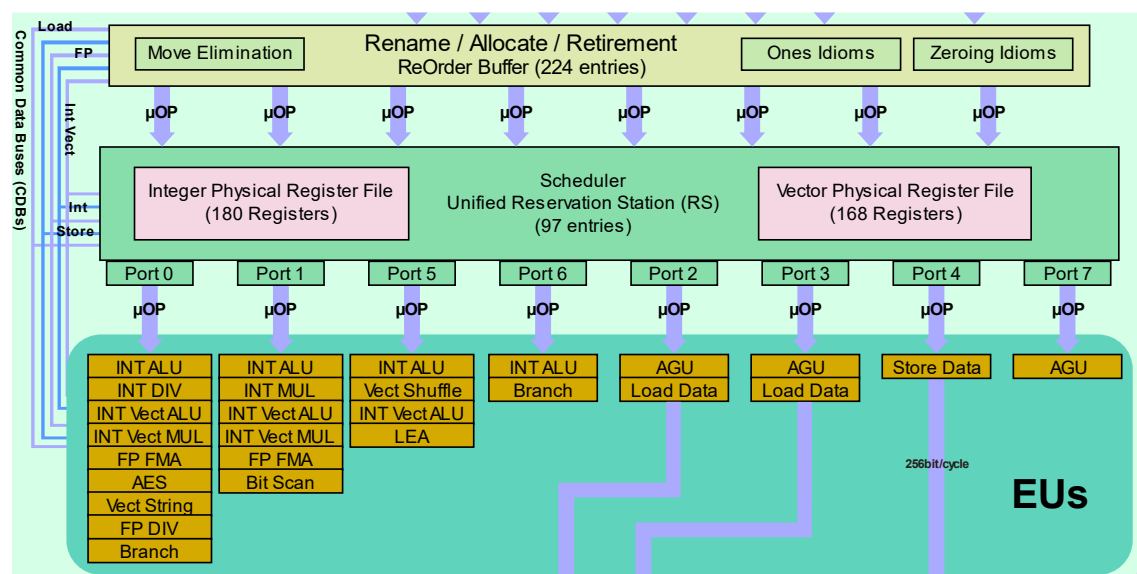 Load
FP
Common Data Buses (CDBs)
Int Vect
Int
Store
Rename / Allocate / Retirement
ReOrder Buffer (224 entries)
Move Elimination
Ones Idioms
Zeroing Idioms
µOP µOP µOP µOP µOP µOP µOP µOP
Integer Physical Register File
(180 Registers)
Scheduler
Unified Reservation Station (RS)
(97 entries)
Vector Physical Register File
(168 Registers)
Port 0 Port 1 Port 5 Port 6 Port 2 Port 3 Port 4 Port 7
µOP µOP µOP µOP µOP µOP µOP µOP
INT ALU
INT DIV
INT Vect ALU
INT Vect MUL
FP FMA
AES
Vect String
FP DIV
Branch
INT ALU
INT MUL
INT Vect ALU
INT Vect MUL
FP FMA
Bit Scan
INT ALU
Vect Shuffle
INT Vect ALU
LEA
INT ALU
Branch
AGU
Load Data
AGU
Load Data
Store Data
AGU
256bit/cycle
EUs